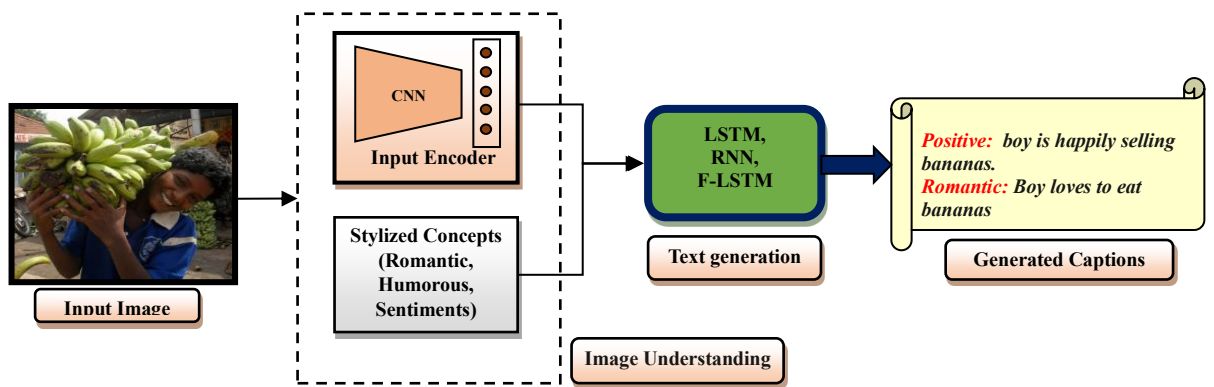 CNN
Input Encoder
Stylized Concepts
(Romantic,
Humorous,
Sentiments)
Input Image
Image Understanding
LSTM,
RNN,
F-LSTM
Text generation
Positive: boy is happily selling
bananas.
Romantic: Boy loves to eat
bananas
Generated Captions